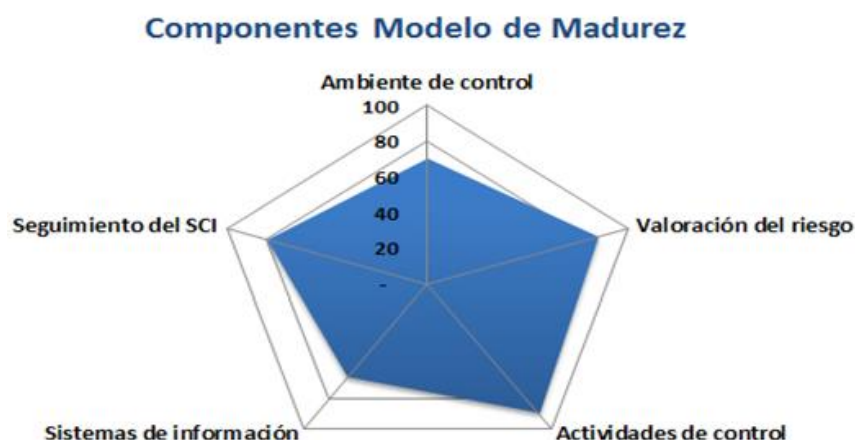 Componentes Modelo de Madurez
Ambiente de control
100
80
60
40
20
-
Seguimiento del SCI
Valoración del riesgo
Sistemas de información
Actividades de control